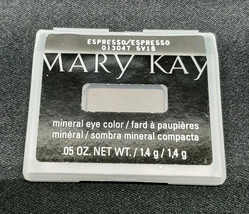 ESPRESSO/ESPRESSO
013047 5V18
MARY KAY
mineral eye color / fard à paupières
minéral / sombra mineral compacta
.05 OZ. NET WT. / 1.4 g / 1,4 g